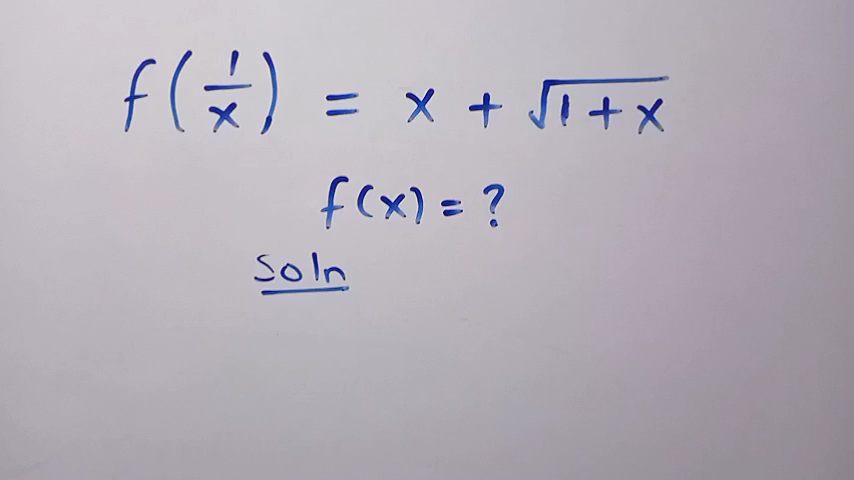 f(1/x) = x + √(1 + x)
f(x) = ?
Soln